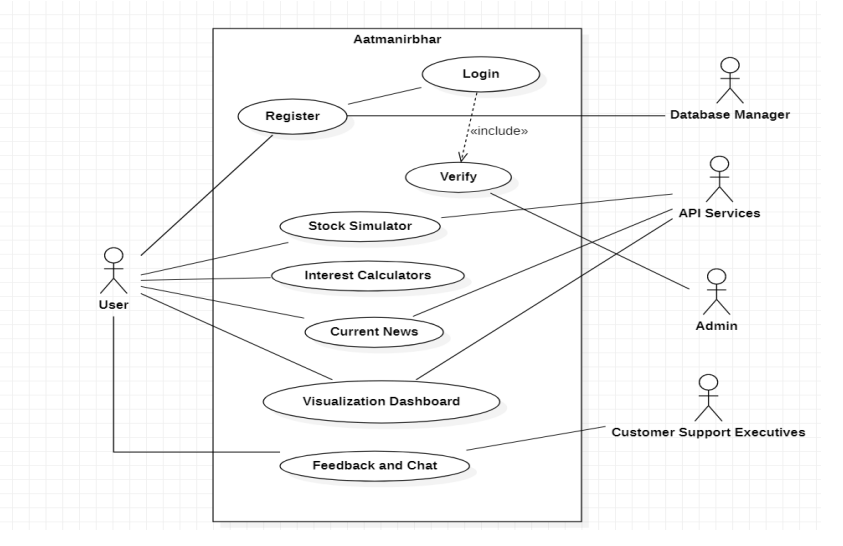 Aatmanirbhar
Login
Register
Database Manager
«include»
Verify
API Services
Stock Simulator
Interest Calculators
User
Admin
Current News
Visualization Dashboard
Customer Support Executives
Feedback and Chat